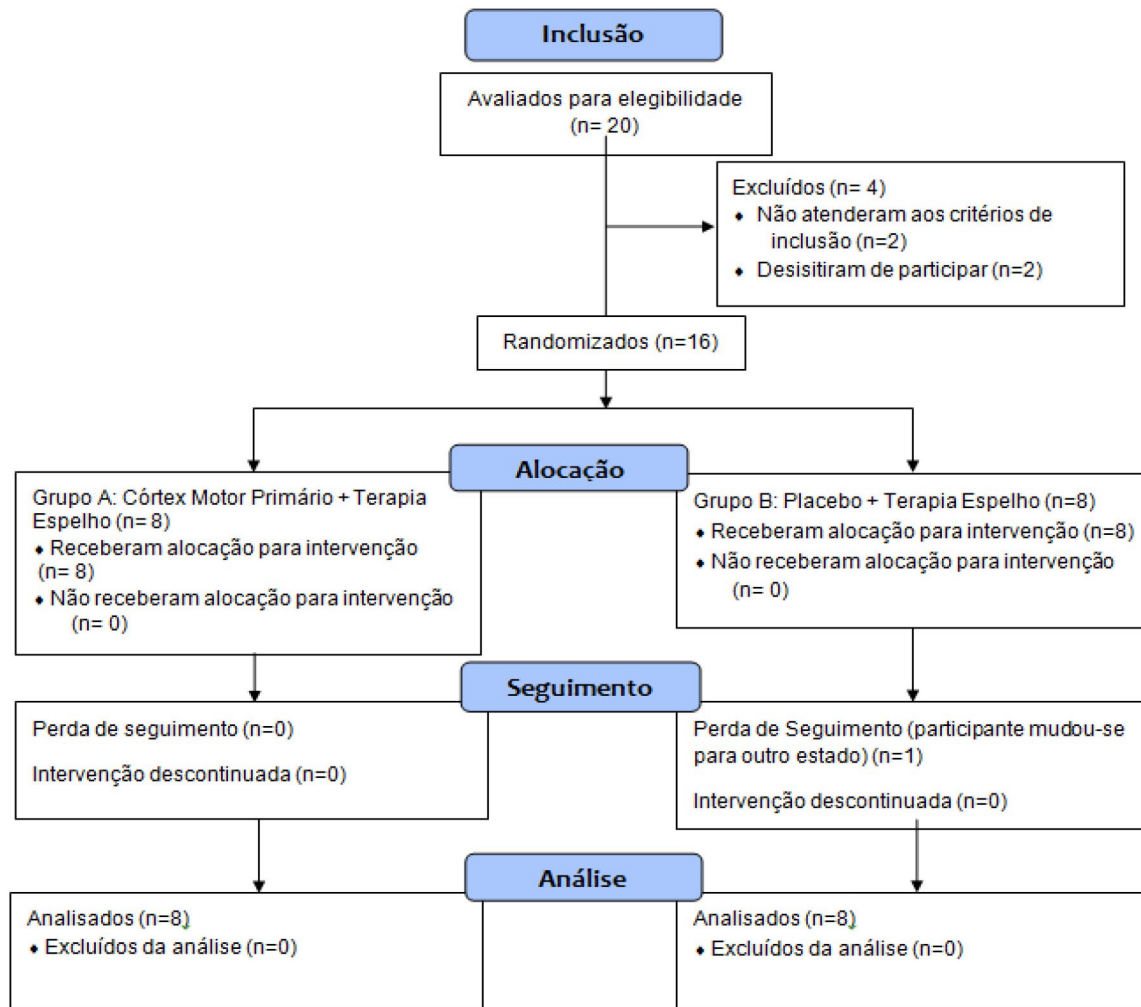 Inclusão
Avaliados para elegibilidade
(n= 20)
Excluídos (n= 4)
♦ Não atenderam aos critérios de
inclusão (n=2)
♦ Desisitiram de participar (n=2)
Randomizados (n=16)
Alocação
Grupo A: Córtex Motor Primário + Terapia
Espelho (n= 8)
♦ Receberam alocação para intervenção
(n= 8)
♦ Não receberam alocação para intervenção
(n= 0)
Grupo B: Placebo + Terapia Espelho (n=8)
♦ Receberam alocação para intervenção (n=8)
♦ Não receberam alocação para intervenção
(n= 0)
Seguimento
Perda de seguimento (n=0)
Intervenção descontinuada (n=0)
Perda de Seguimento (participante mudou-se
para outro estado) (n=1)
Intervenção descontinuada (n=0)
Análise
Analisados (n=8)
♦ Excluídos da análise (n=0)
Analisados (n=8)
♦ Excluídos da análise (n=0)